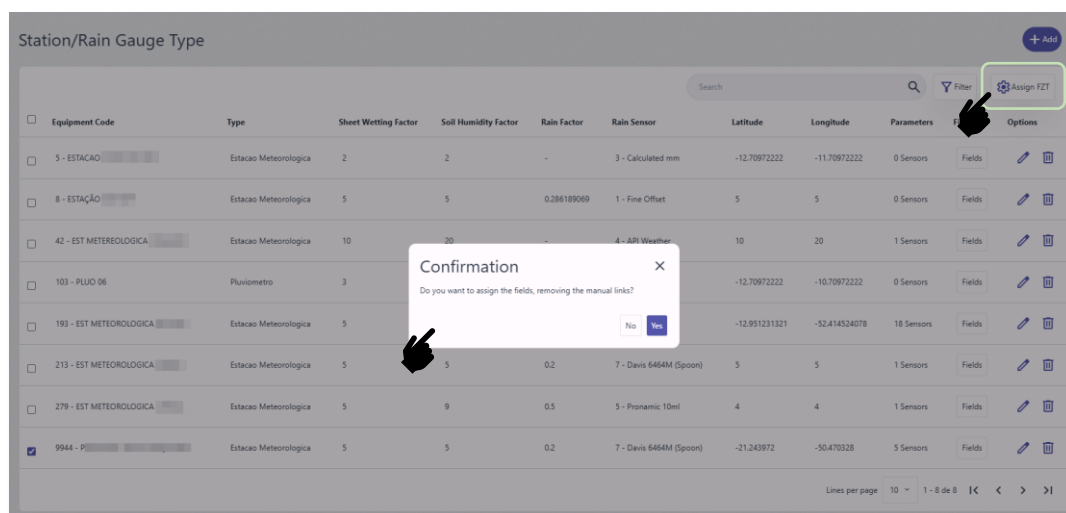 Station/Rain Gauge Type
+ Add
Search
Filter
Assign FZT
Equipment Code Type Sheet Wetting Factor Soil Humidity Factor Rain Factor Rain Sensor Latitude Longitude Parameters Options
5 - ESTACAO Estacao Meteorologica 2 2 - 3 - Calculated mm -12.70972222 -11.70972222 0 Sensors Fields
8 - ESTAÇÃO Estacao Meteorologica 5 5 0.286189069 1 - Fine Offset 5 5 0 Sensors Fields
42 - EST METEREOLOGICA Estacao Meteorologica 10 20 - 4 - API Weather 10 20 1 Sensors Fields
103 - PLUO 06 Pluviometro 3 -12.70972222 -10.70972222 0 Sensors Fields
193 - EST METEOROLOGICA Estacao Meteorologica 5 -12.951231321 -52.414524078 18 Sensors Fields
Confirmation
Do you want to assign the fields, removing the manual links?
No Yes
213 - EST METEOROLOGICA Estacao Meteorologica 5 5 0.2 7 - Davis 6464M (Spoon) 5 5 1 Sensors Fields
279 - EST METEOROLOGICA Estacao Meteorologica 5 9 0.5 5 - Pronamic 10ml 4 4 1 Sensors Fields
9944 - P Estacao Meteorologica 5 5 0.2 7 - Davis 6464M (Spoon) -21.243972 -50.470328 5 Sensors Fields
Lines per page 10 1 - 8 de 8